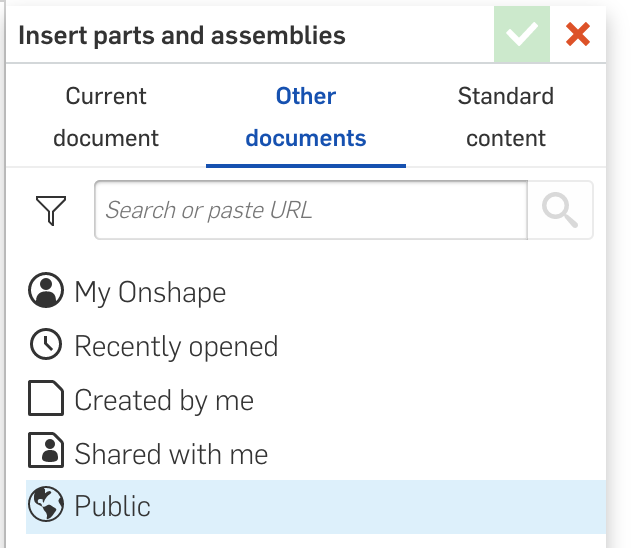 Insert parts and assemblies
Current document
Other documents
Standard content
Search or paste URL
My Onshape
Recently opened
Created by me
Shared with me
Public